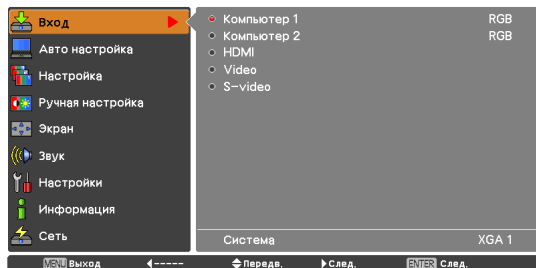 Вход
Авто настройка
Настройка
Ручная настройка
Экран
Звук
Настройки
Информация
Сеть
Компьютер 1 RGB
Компьютер 2 RGB
HDMI
Video
S-video
Система XGA 1
MENU Выход ----- Передв. След. ENTER След.